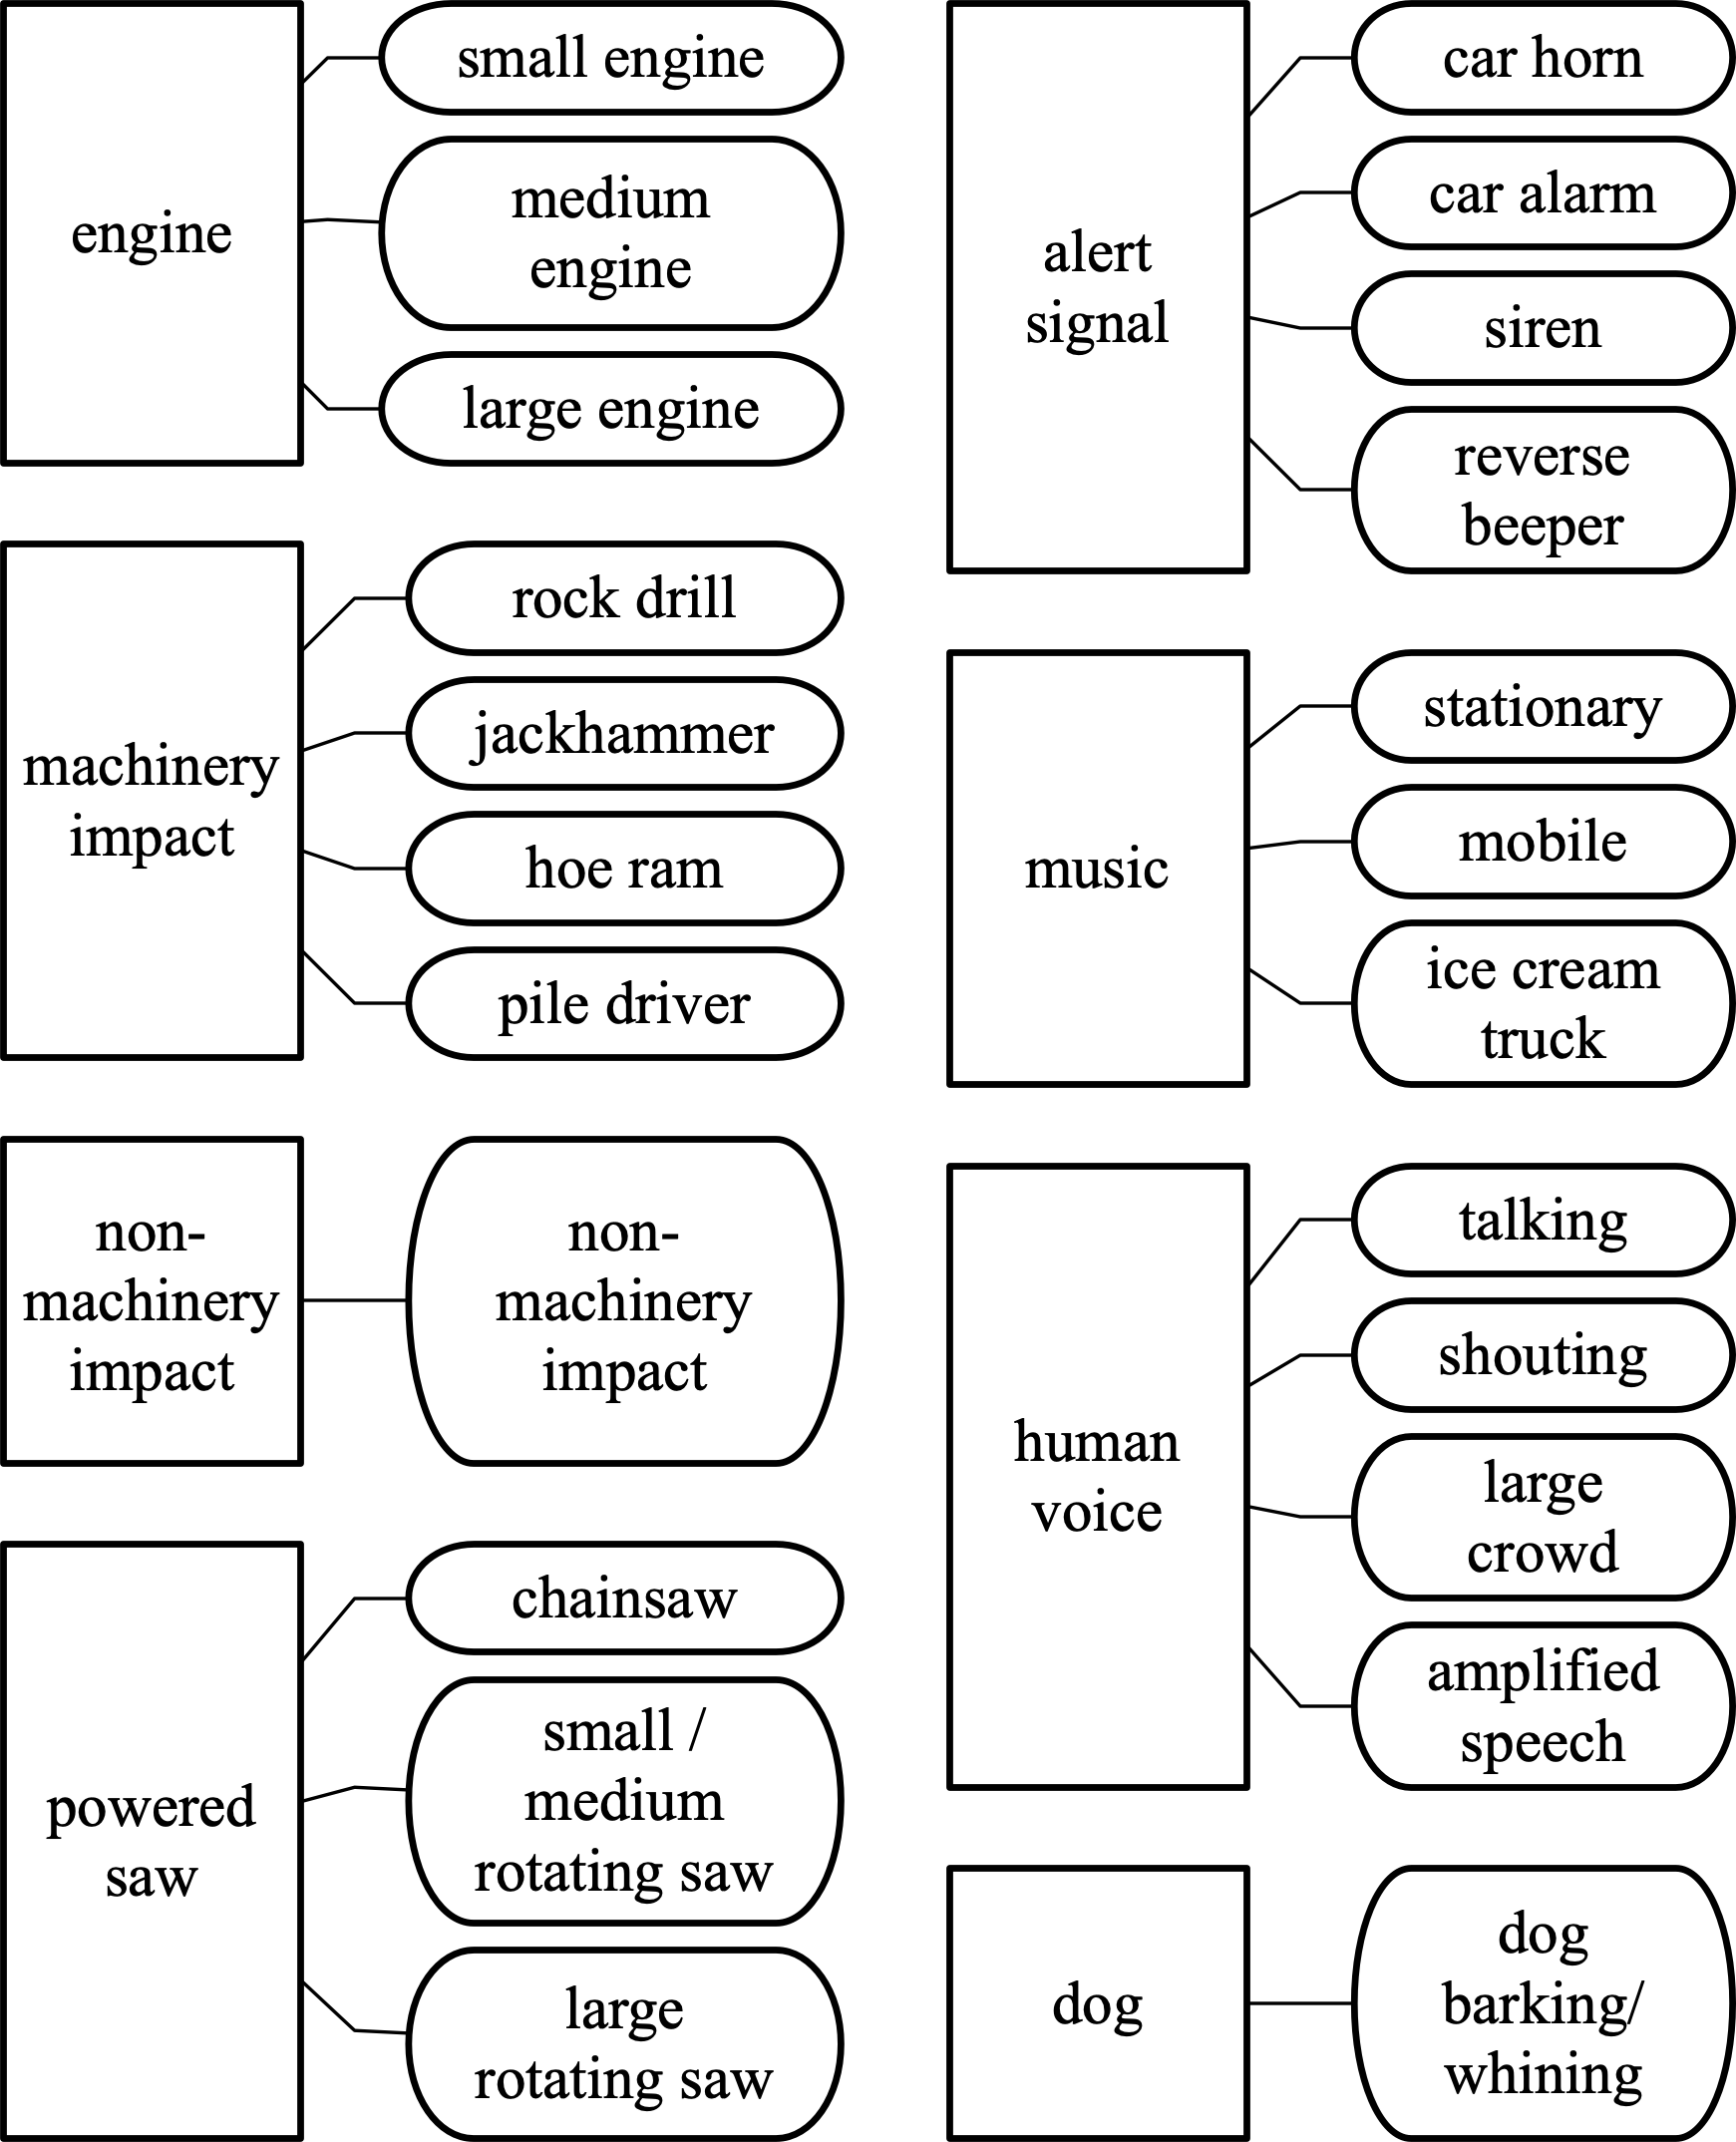 engine
small engine
medium
engine
large engine
machinery
impact
rock drill
jackhammer
hoe ram
pile driver
non-
machinery
impact
non-
machinery
impact
powered
saw
chainsaw
small /
medium
rotating saw
large
rotating saw
alert
signal
car horn
car alarm
siren
reverse
beeper
music
stationary
mobile
ice cream
truck
human
voice
talking
shouting
large
crowd
amplified
speech
dog
dog
barking/
whining